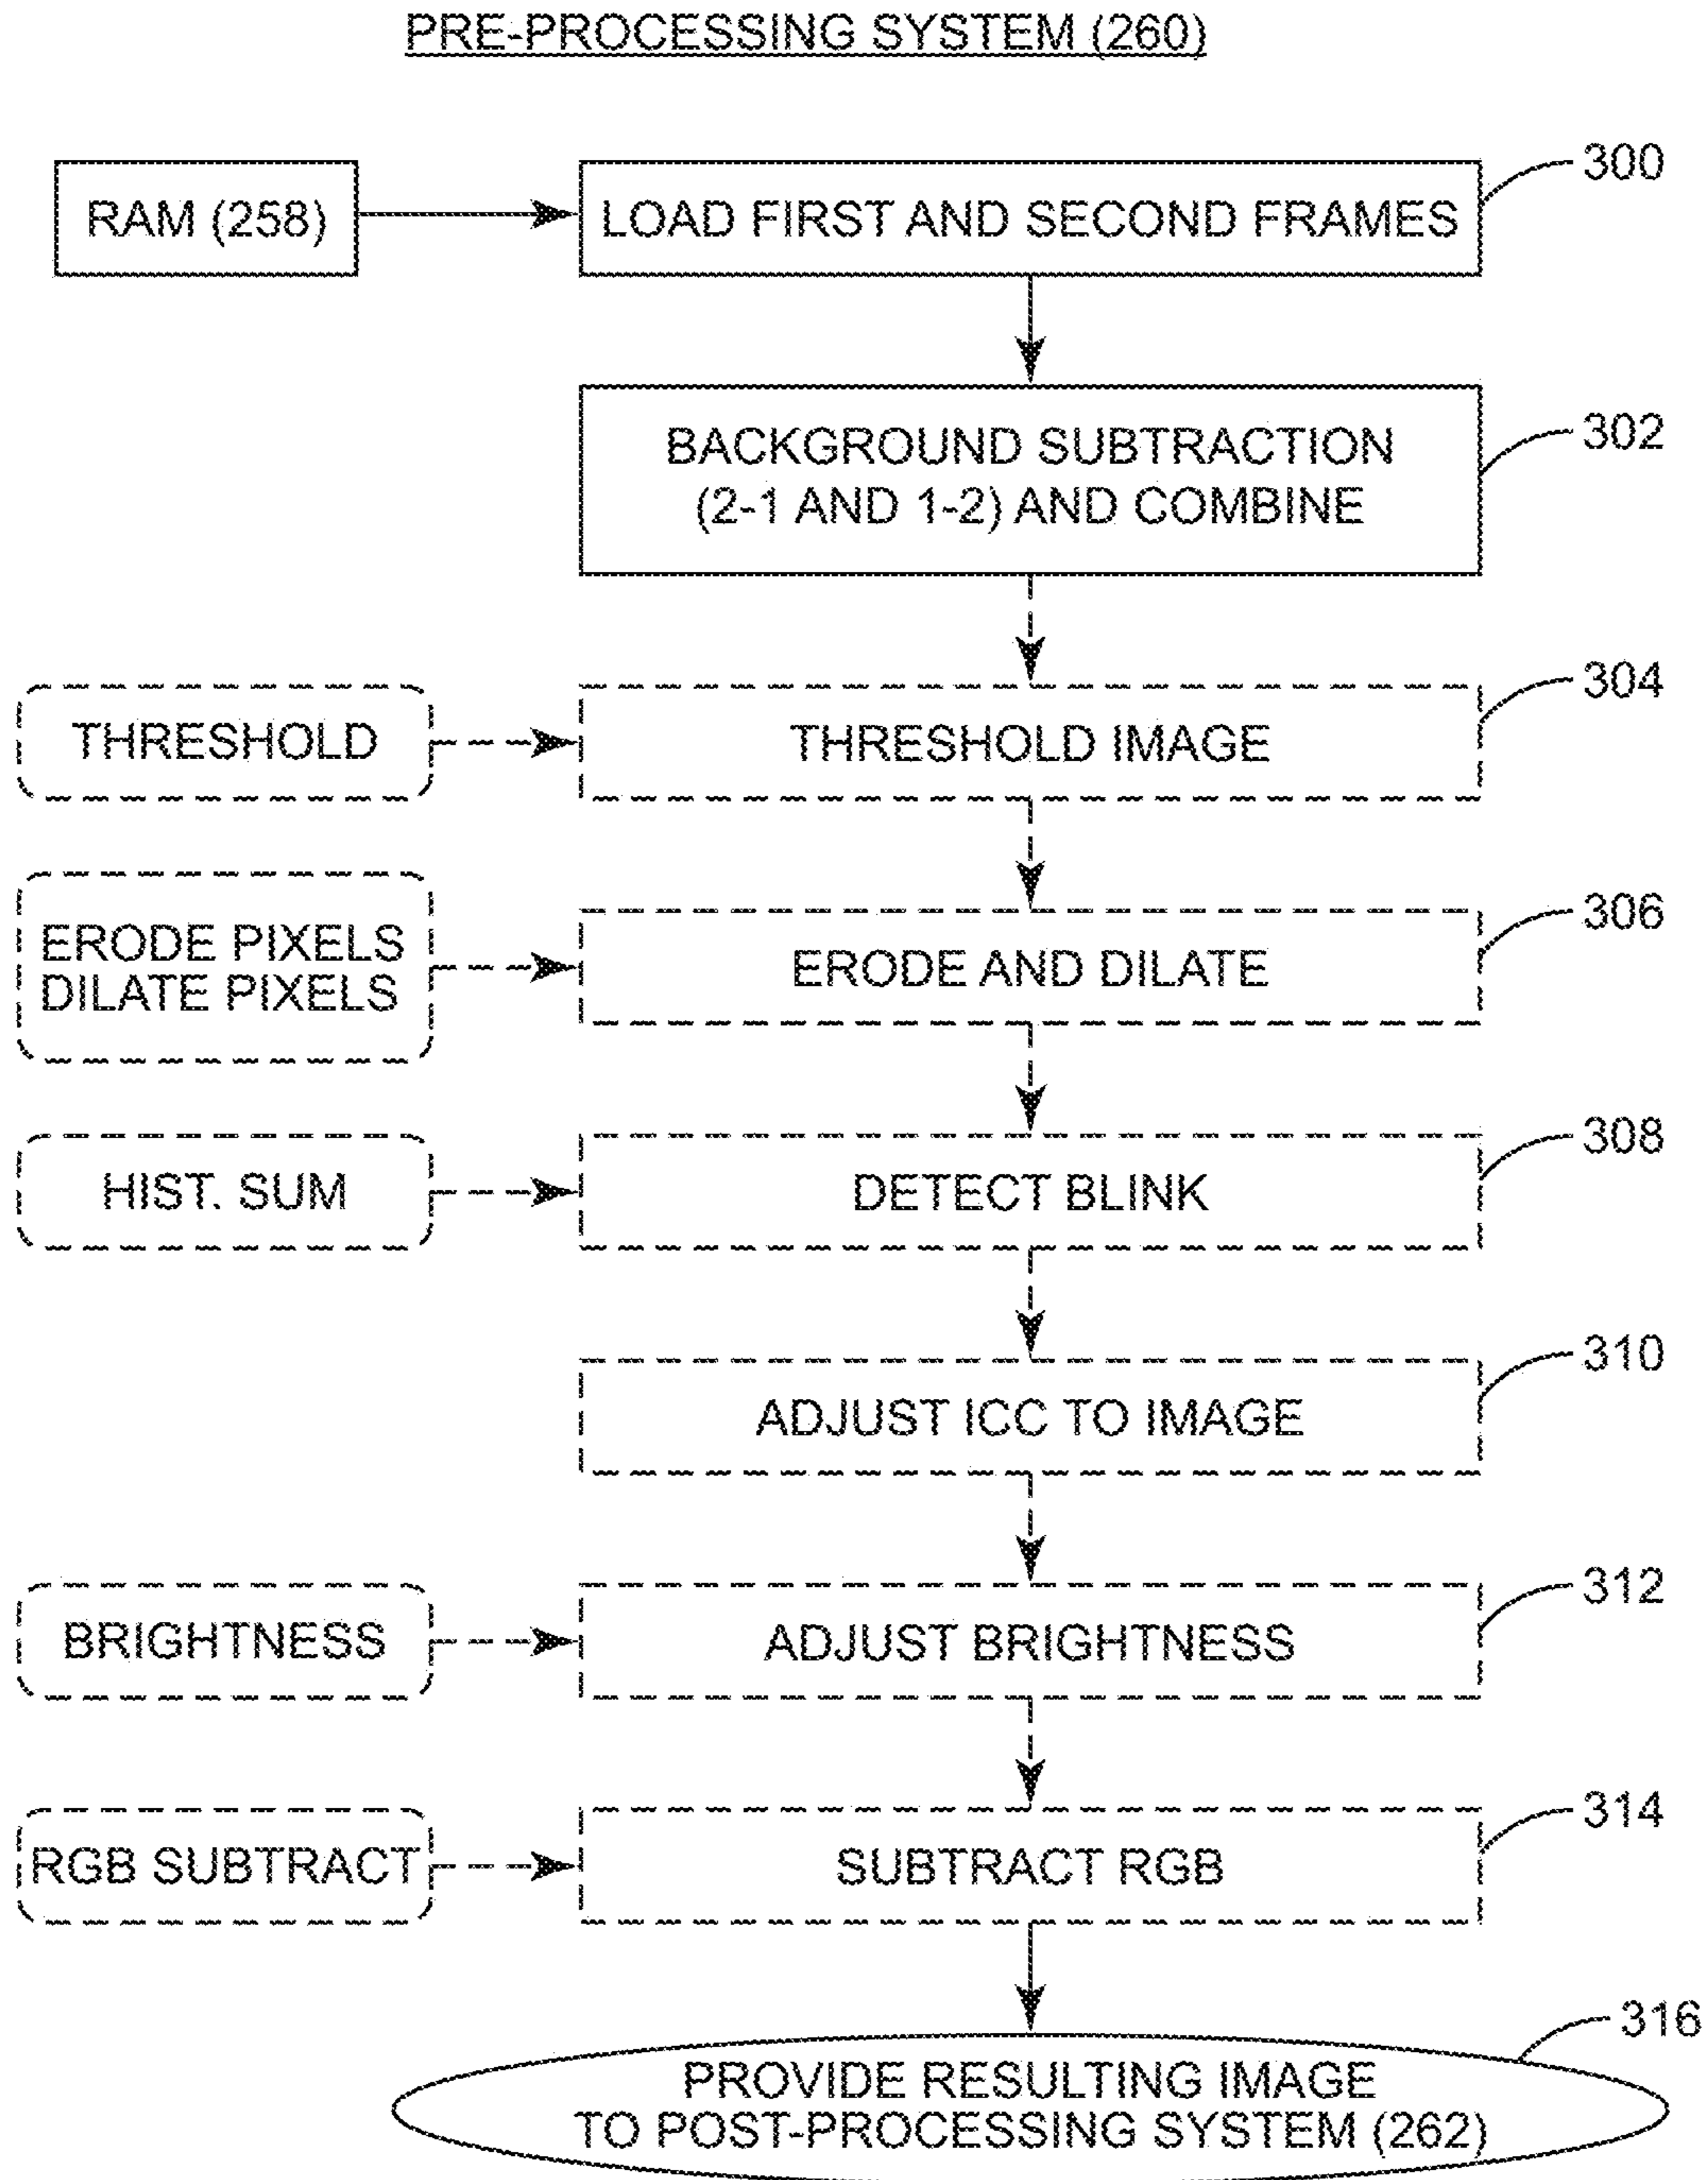 PRE-PROCESSING SYSTEM (260)
300
RAM (258)
LOAD FIRST AND SECOND FRAMES
302
BACKGROUND SUBTRACTION
(2-1 AND 1-2) AND COMBINE
304
THRESHOLD
THRESHOLD IMAGE
306
ERODE PIXELS
DILATE PIXELS
ERODE AND DILATE
308
HIST. SUM
DETECT BLINK
310
ADJUST ICC TO IMAGE
312
BRIGHTNESS
ADJUST BRIGHTNESS
314
RGB SUBTRACT
SUBTRACT RGB
316
PROVIDE RESULTING IMAGE
TO POST-PROCESSING SYSTEM (262)